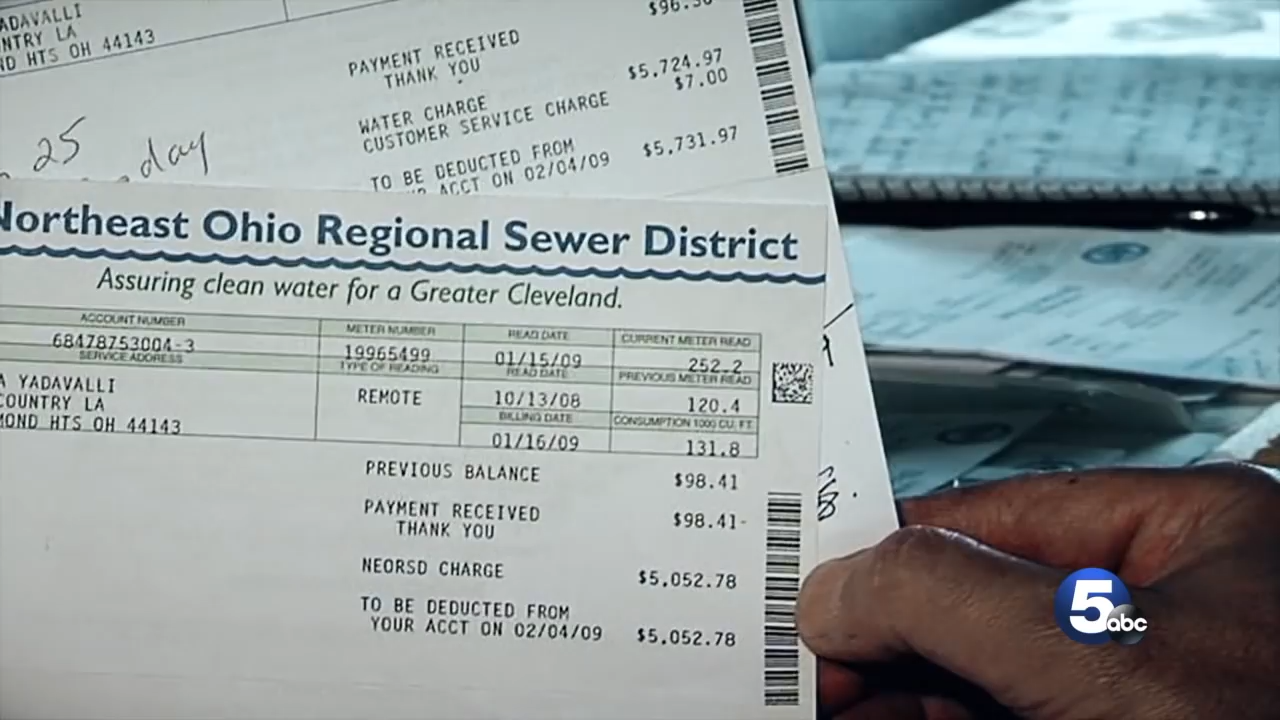 ADAVALLI
NTRY LA
HTS OH 44143
PAYMENT RECEIVED
THANK YOU
WATER CHARGE $5,724.97
CUSTOMER SERVICE CHARGE $7.00
TO BE DEDUCTED FROM
ACCT ON 02/04/09 $5,731.97
25
day
Northeast Ohio Regional Sewer District
Assuring clean water for a Greater Cleveland.
ACCOUNT NUMBER METER NUMBER READ DATE CURRENT METER READ
68478753004-3 19965499 01/15/09 252.2
SERVICE ADDRESS TYPE OF READING READ DATE PREVIOUS METER READ
A YADAVALLI REMOTE 10/13/08 120.4
COUNTRY LA BILLING DATE CONSUMPTION 1000 CU. FT.
MOND HTS OH 44143 01/16/09 131.8
PREVIOUS BALANCE $98.41
PAYMENT RECEIVED $98.41-
THANK YOU
NEORSD CHARGE $5,052.78
TO BE DEDUCTED FROM
YOUR ACCT ON 02/04/09 $5,052.78
5abc